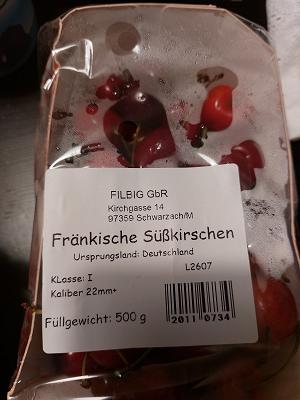 FILBIG GbR
Kirchgasse 14
97359 Schwarzach/M
Fränkische Süßkirschen
Ursprungsland: Deutschland
L2607
KLasse: I
Kaliber 22mm+
Füllgewicht: 500 g
2011 0734